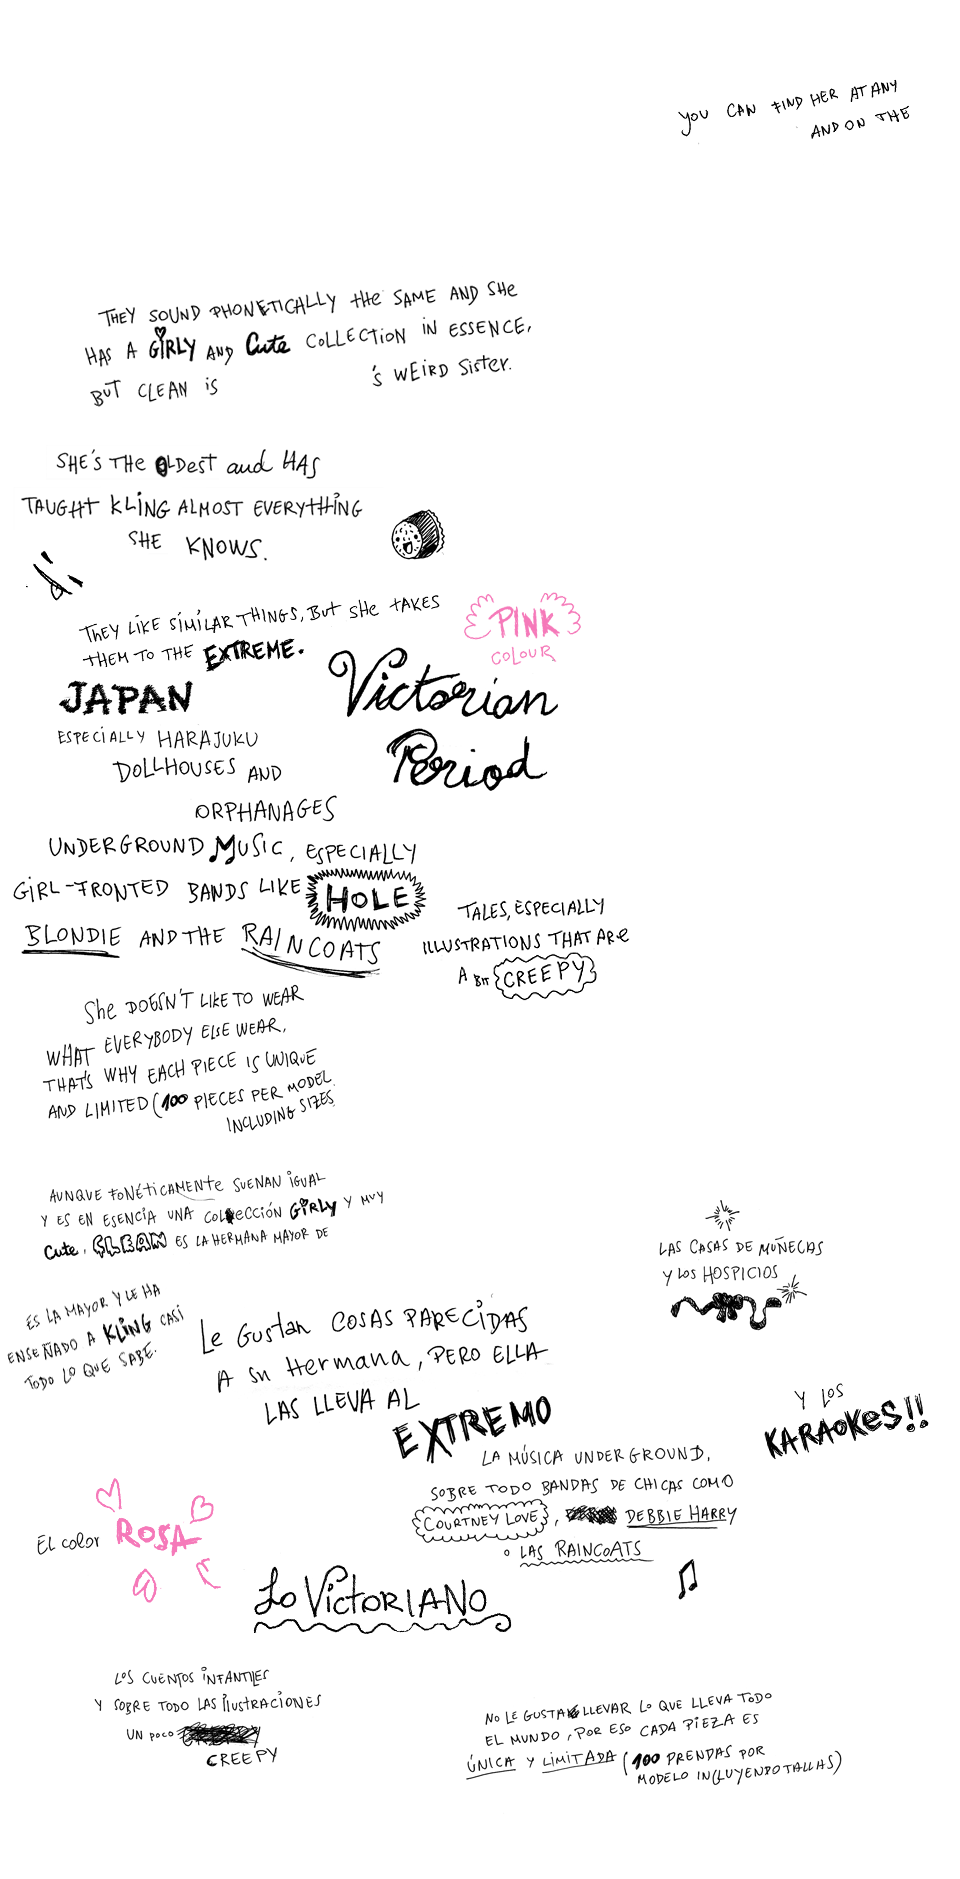 YOU CAN FIND HER AT ANY
AND ON THE
THEY SOUND PHONETICALLY THE SAME AND SHE
HAS A GIRLY AND Cute COLLECTION IN ESSENCE,
BUT CLEAN IS 'S WEIRD SISTER.
SHE'S THE OLDEST and HAS
TAUGHT KLING ALMOST EVERYTHING
SHE KNOWS.
THEY LIKE SIMILAR THINGS, BUT SHE TAKES
THEM TO THE EXTREME.
PINK
COLOUR
JAPAN
ESPECIALLY HARAJUKU
Victorian
Period
DOLLHOUSES AND
ORPHANAGES
UNDERGROUND MUSIC, ESPECIALLY
GIRL-FRONTED BANDS LIKE HOLE
BLONDIE AND THE RAINCOATS
TALES, ESPECIALLY
ILLUSTRATIONS THAT ARE
A BIT CREEPY
She DOESN'T LIKE TO WEAR
WHAT EVERYBODY ELSE WEAR,
THAT'S WHY EACH PIECE IS UNIQUE
AND LIMITED (100 PIECES PER MODEL
INCLUDING SIZES)
AUNQUE FONÉTICAMENTE SUENAN IGUAL
Y ES EN ESENCIA UNA COLECCIÓN GIRLY Y MUY
Cute, CLEAN ES LA HERMANA MAYOR DE
ES LA MAYOR Y LE HA
ENSEÑADO A KLING CASI
TODO LO QUE SABE.
LE GUSTAN COSAS PARECIDAS
A SU Hermana, PERO ELLA
LAS LLEVA AL
EXTREMO
LAS CASAS DE MUÑECAS
Y LOS HOSPICIOS
Y LOS
KARAOKES!!
LA MÚSICA UNDERGROUND,
SOBRE TODO BANDAS DE CHICAS COMO
COURTNEY LOVE, DEBBIE HARRY
O LAS RAINCOATS
EL color ROSA
Lo VICTORIANO
LOS CUENTOS INFANTILES
Y SOBRE TODO LAS ILUSTRACIONES
UN POCO
CREEPY
NO LE GUSTA LLEVAR LO QUE LLEVA TODO
EL MUNDO, POR ESO CADA PIEZA ES
ÚNICA Y LIMITADA (100 PRENDAS POR
MODELO INCLUYENDO TALLAS)